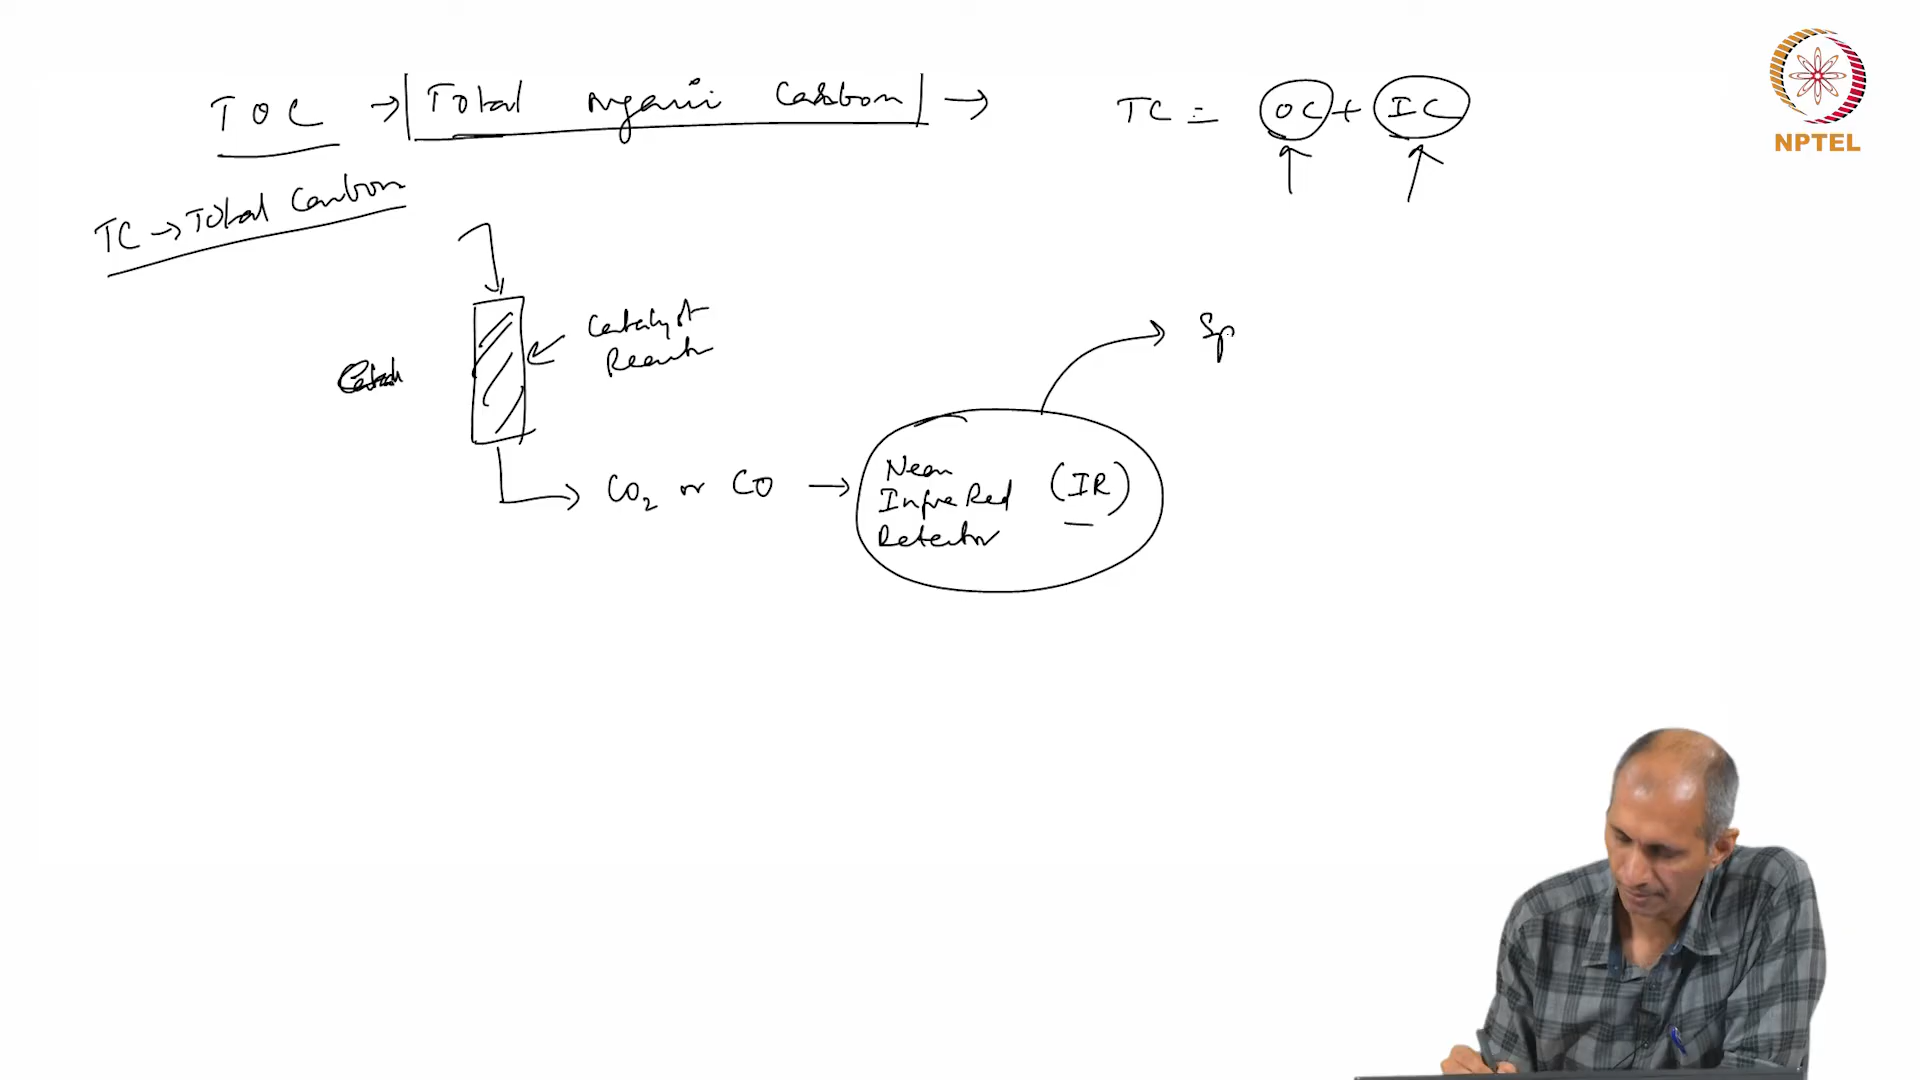 TOC → Total organic Carbon → TC = OC + IC
NPTEL
TC → Total Carbon
Catalyst
Reactor
Sp
CO2 or CO → Near
Infra Red (IR)
Detector